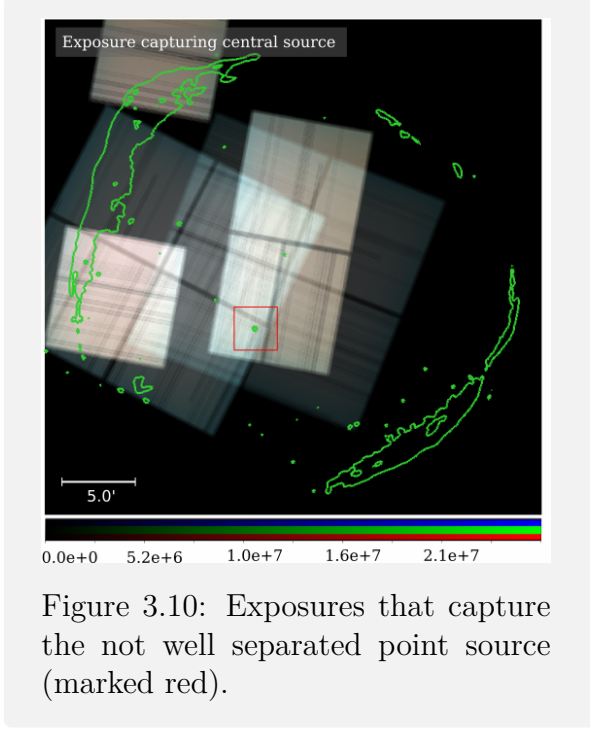 Exposure capturing central source
5.0'
0.0e+0 5.2e+6 1.0e+7 1.6e+7 2.1e+7
Figure 3.10: Exposures that capture
the not well separated point source
(marked red).